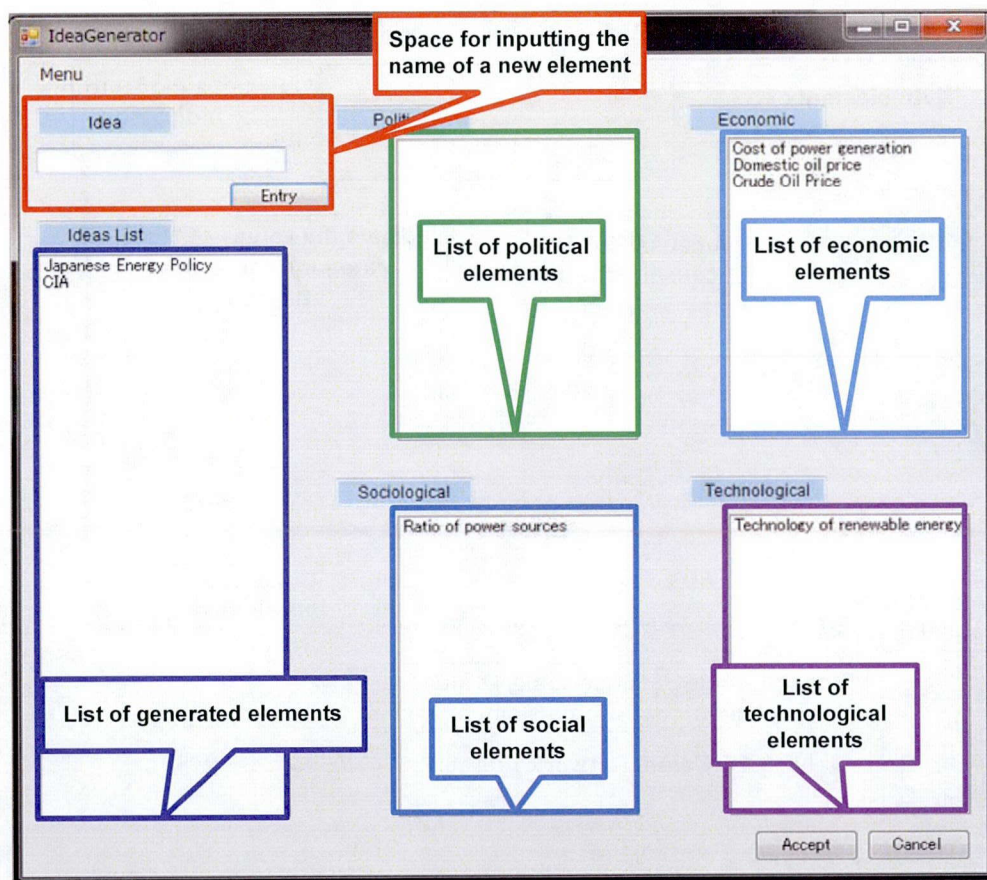 IdeaGenerator
Space for inputting the
name of a new element
Menu
Idea
Entry
Economic
Cost of power generation
Domestic oil price
Crude Oil Price
List of political
elements
List of economic
elements
Ideas List
Japanese Energy Policy
CIA
Sociological
Ratio of power sources
Technological
Technology of renewable energy
List of generated elements
List of social
elements
List of
technological
elements
Accept
Cancel